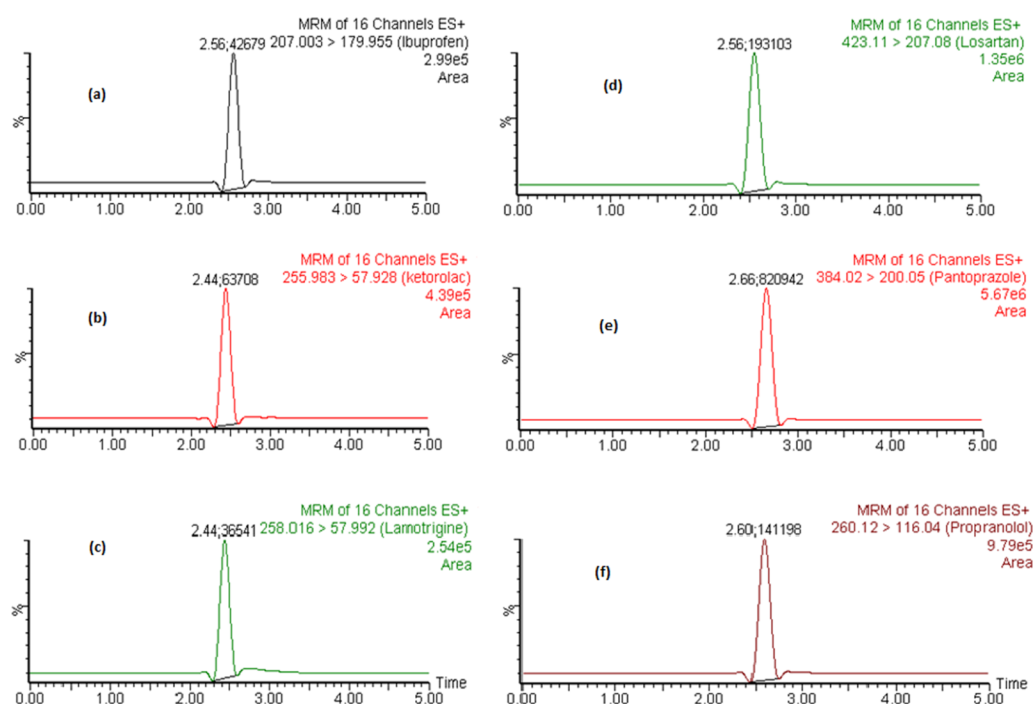 MRM of 16 Channels ES+
2.56;42679
207.003 > 179.955 (Ibuprofen)
2.99e5
Area
(a)
%
0.00 1.00 2.00 3.00 4.00 5.00
MRM of 16 Channels ES+
2.44;63708
255.983 > 57.928 (ketorolac)
4.39e5
Area
(b)
%
0.00 1.00 2.00 3.00 4.00 5.00
MRM of 16 Channels ES+
2.44;36541
258.016 > 57.992 (Lamotrigine)
2.54e5
Area
(c)
%
0.00 1.00 2.00 3.00 4.00 5.00
Time
MRM of 16 Channels ES+
2.56;193103
423.11 > 207.08 (Losartan)
1.35e6
Area
(d)
%
0.00 1.00 2.00 3.00 4.00 5.00
MRM of 16 Channels ES+
2.66;820942
384.02 > 200.05 (Pantoprazole)
5.67e6
Area
(e)
%
0.00 1.00 2.00 3.00 4.00 5.00
MRM of 16 Channels ES+
2.60;141198
260.12 > 116.04 (Propranolol)
9.79e5
Area
(f)
%
0.00 1.00 2.00 3.00 4.00 5.00
Time